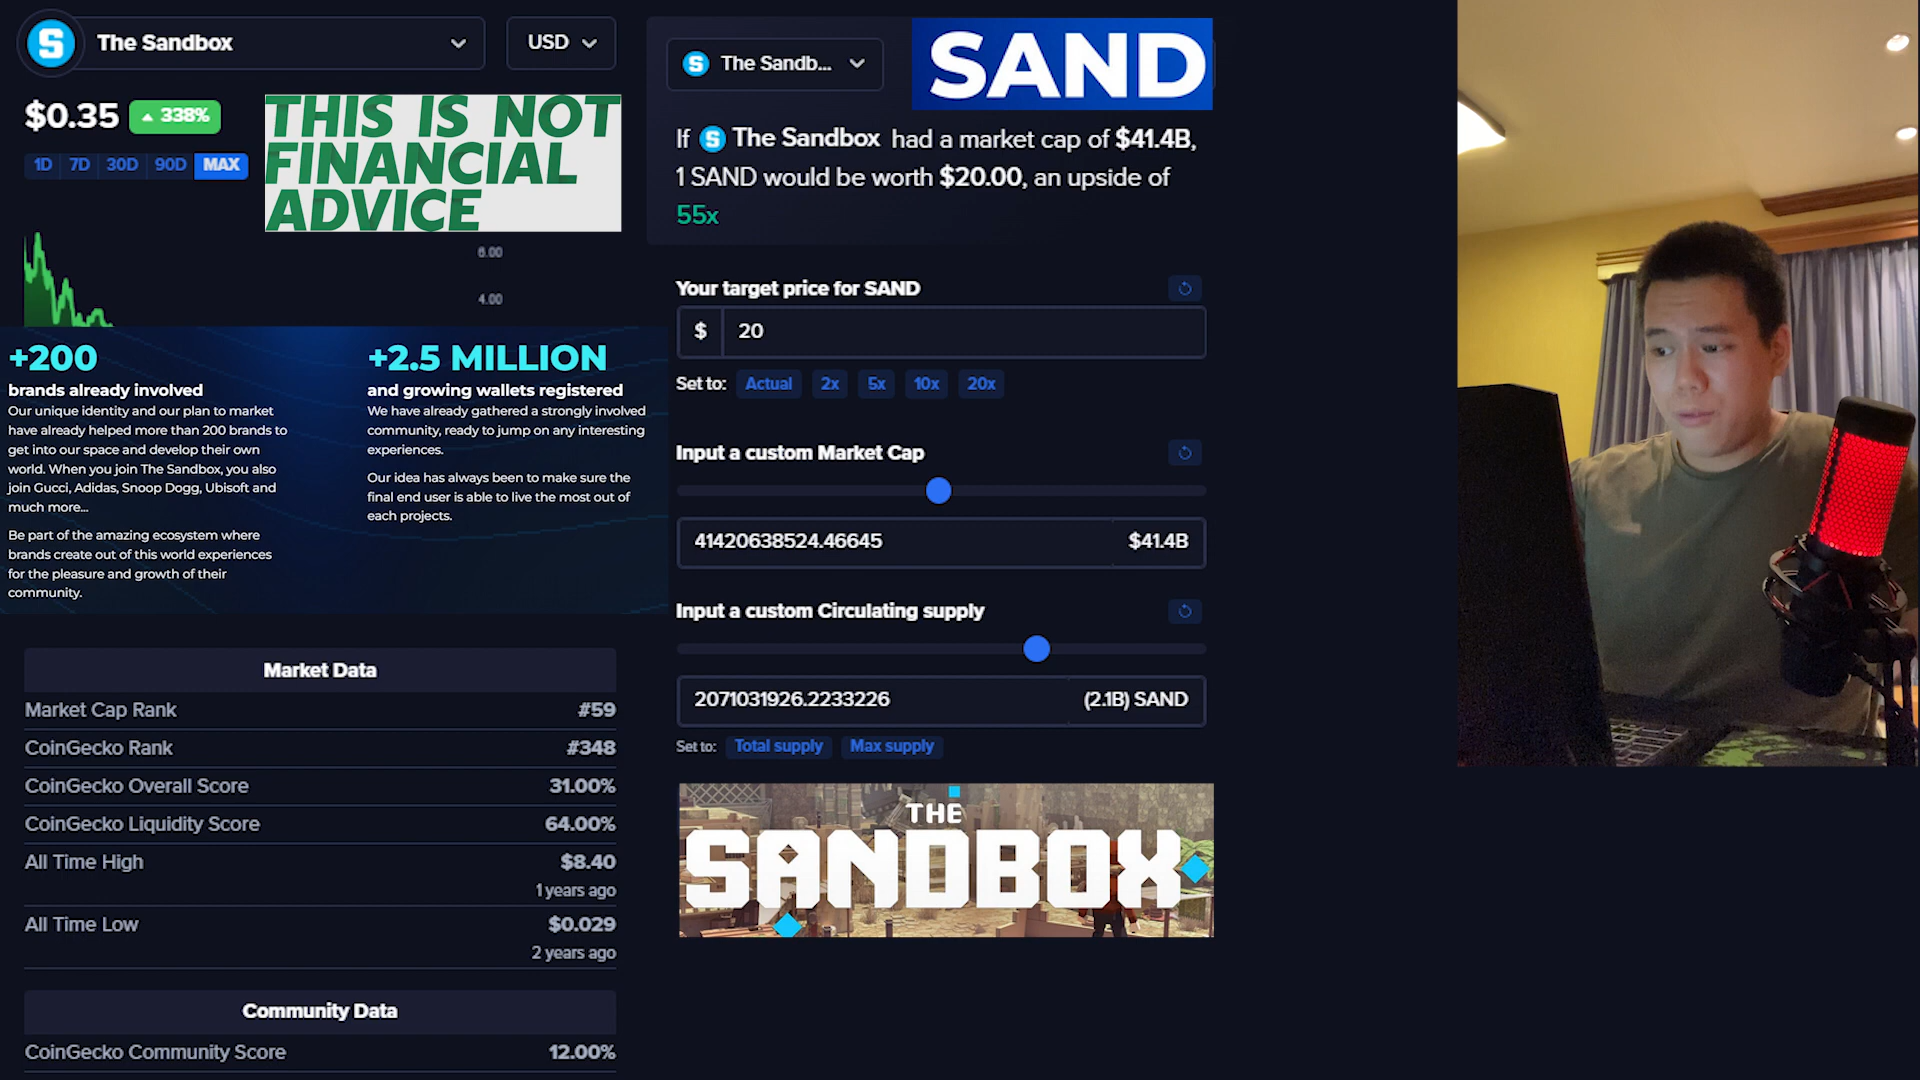 The Sandbox
USD
$0.35
338%
1D 7D 30D 90D MAX
THIS IS NOT
FINANCIAL
ADVICE
6.00
4.00
+200
brands already involved
Our unique identity and our plan to market
have already helped more than 200 brands to
get into our space and develop their own
world. When you join The Sandbox, you also
join Gucci, Adidas, Snoop Dogg, Ubisoft and
much more...
Be part of the amazing ecosystem where
brands create out of this world experiences
for the pleasure and growth of their
community.
+2.5 MILLION
and growing wallets registered
We have already gathered a strongly involved
community, ready to jump on any interesting
experiences.
Our idea has always been to make sure the
final end user is able to live the most out of
each projects.
Market Data
Market Cap Rank #59
CoinGecko Rank #348
CoinGecko Overall Score 31.00%
CoinGecko Liquidity Score 64.00%
All Time High $8.40
1 years ago
All Time Low $0.029
2 years ago
Community Data
CoinGecko Community Score 12.00%
The Sandb...
SAND
If S The Sandbox had a market cap of $41.4B,
1 SAND would be worth $20.00, an upside of
55x
Your target price for SAND
$ 20
Set to: Actual 2x 5x 10x 20x
Input a custom Market Cap
41420638524.46645 $41.4B
Input a custom Circulating supply
2071031926.2233226 (2.1B) SAND
Set to: Total supply Max supply
THE
SANDBOX